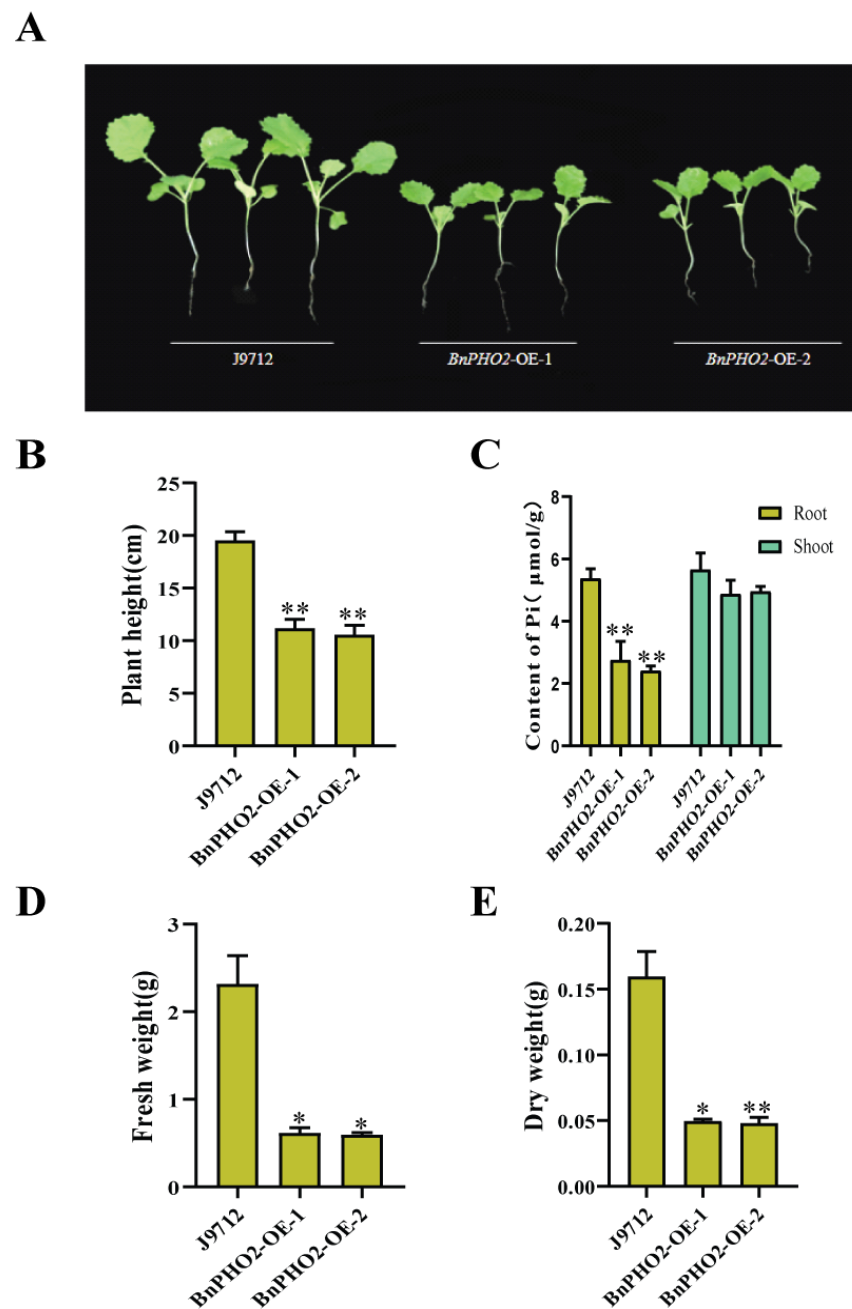 A
J9712
BnPHO2-OE-1
BnPHO2-OE-2
B
Plant height(cm)
25
20
15
10
5
0
**
**
J9712
BnPHO2-OE-1
BnPHO2-OE-2
C
Content of Pi( μmol/g)
8
6
4
2
0
**
**
Root
Shoot
J9712
BnPHO2-OE-1
BnPHO2-OE-2
J9712
BnPHO2-OE-1
BnPHO2-OE-2
D
Fresh weight(g)
3
2
1
0
*
*
J9712
BnPHO2-OE-1
BnPHO2-OE-2
E
Dry weight(g)
0.20
0.15
0.10
0.05
0.00
*
**
J9712
BnPHO2-OE-1
BnPHO2-OE-2